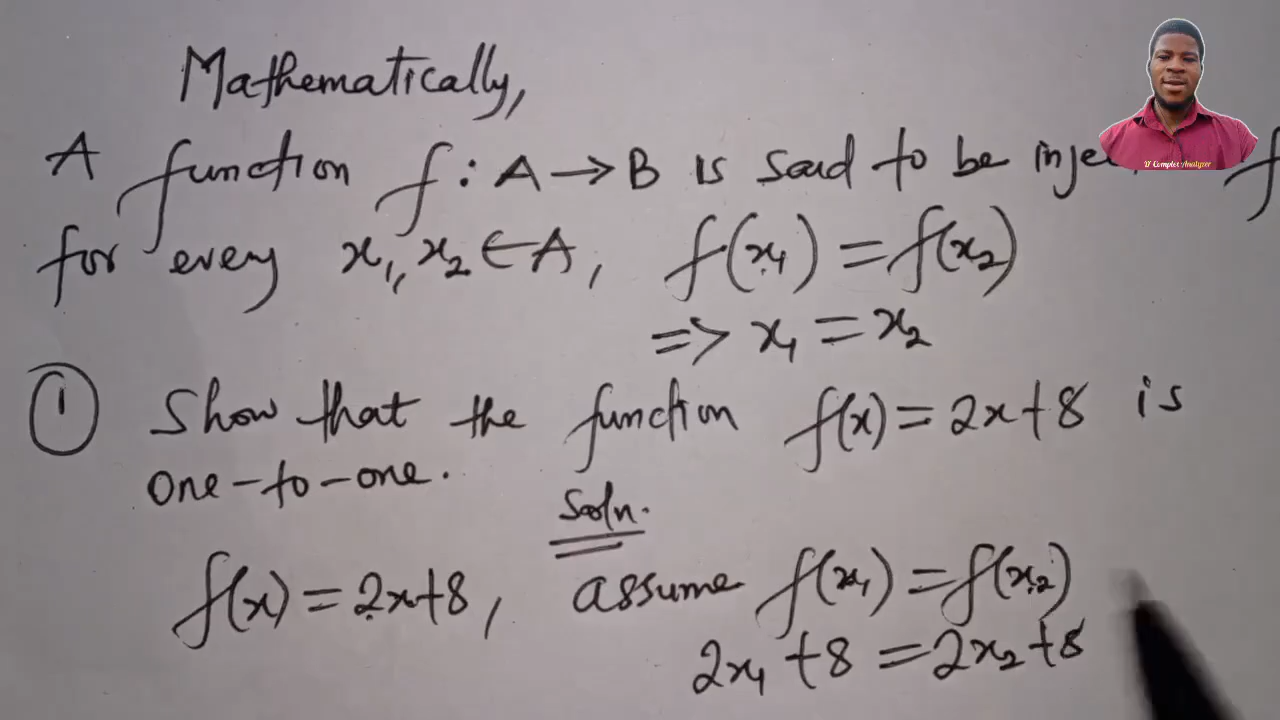 Mathematically,
A function f : A → B is said to be
for every x₁, x₂ ∈ A, f(x₁) = f(x₂)
=> x₁ = x₂
① Show that the function f(x) = 2x+8 is
one-to-one.
Soln.
f(x) = 2x+8, assume f(x₁) = f(x₂)
2x₁ + 8 = 2x₂ + 8